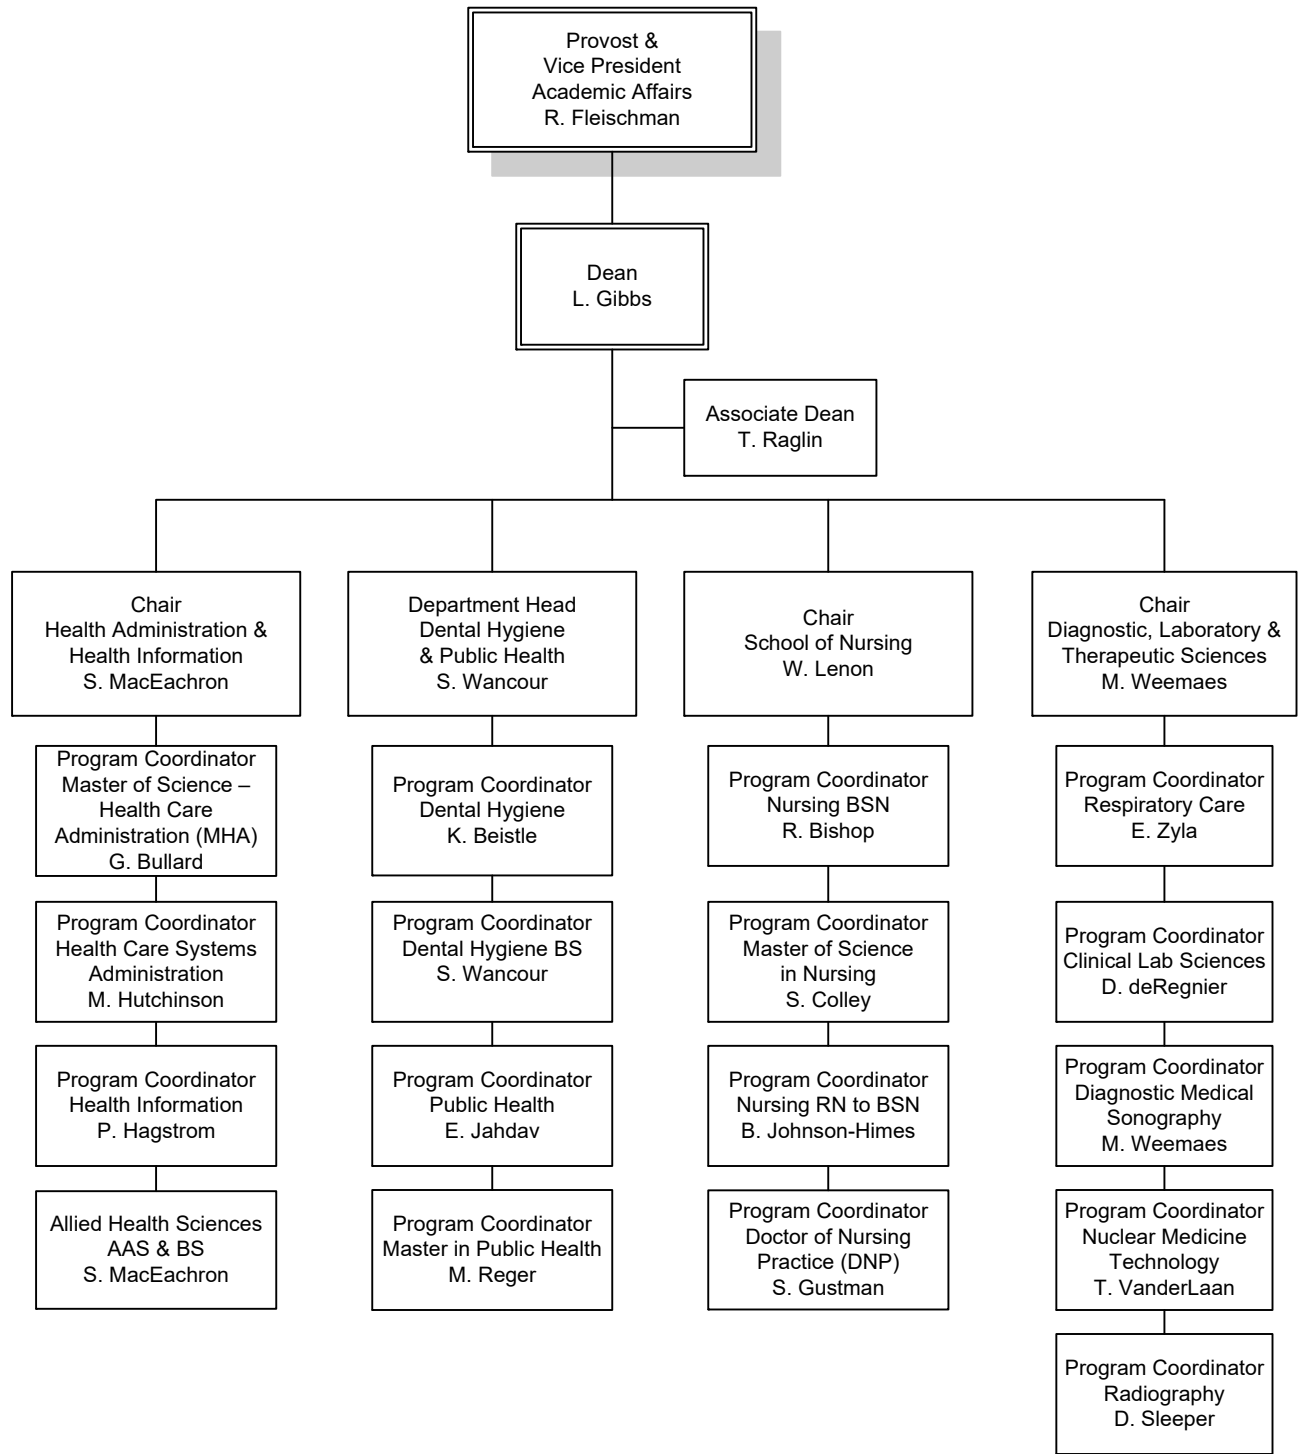 Provost &
Vice President
Academic Affairs
R. Fleischman
Dean
L. Gibbs
Associate Dean
T. Raglin
Chair
Health Administration &
Health Information
S. MacEachron
Department Head
Dental Hygiene
& Public Health
S. Wancour
Chair
School of Nursing
W. Lenon
Chair
Diagnostic, Laboratory &
Therapeutic Sciences
M. Weemaes
Program Coordinator
Master of Science –
Health Care
Administration (MHA)
G. Bullard
Program Coordinator
Dental Hygiene
K. Beistle
Program Coordinator
Nursing BSN
R. Bishop
Program Coordinator
Respiratory Care
E. Zyla
Program Coordinator
Health Care Systems
Administration
M. Hutchinson
Program Coordinator
Dental Hygiene BS
S. Wancour
Program Coordinator
Master of Science
in Nursing
S. Colley
Program Coordinator
Clinical Lab Sciences
D. deRegnier
Program Coordinator
Health Information
P. Hagstrom
Program Coordinator
Public Health
E. Jahdav
Program Coordinator
Nursing RN to BSN
B. Johnson-Himes
Program Coordinator
Diagnostic Medical
Sonography
M. Weemaes
Allied Health Sciences
AAS & BS
S. MacEachron
Program Coordinator
Master in Public Health
M. Reger
Program Coordinator
Doctor of Nursing
Practice (DNP)
S. Gustman
Program Coordinator
Nuclear Medicine
Technology
T. VanderLaan
Program Coordinator
Radiography
D. Sleeper